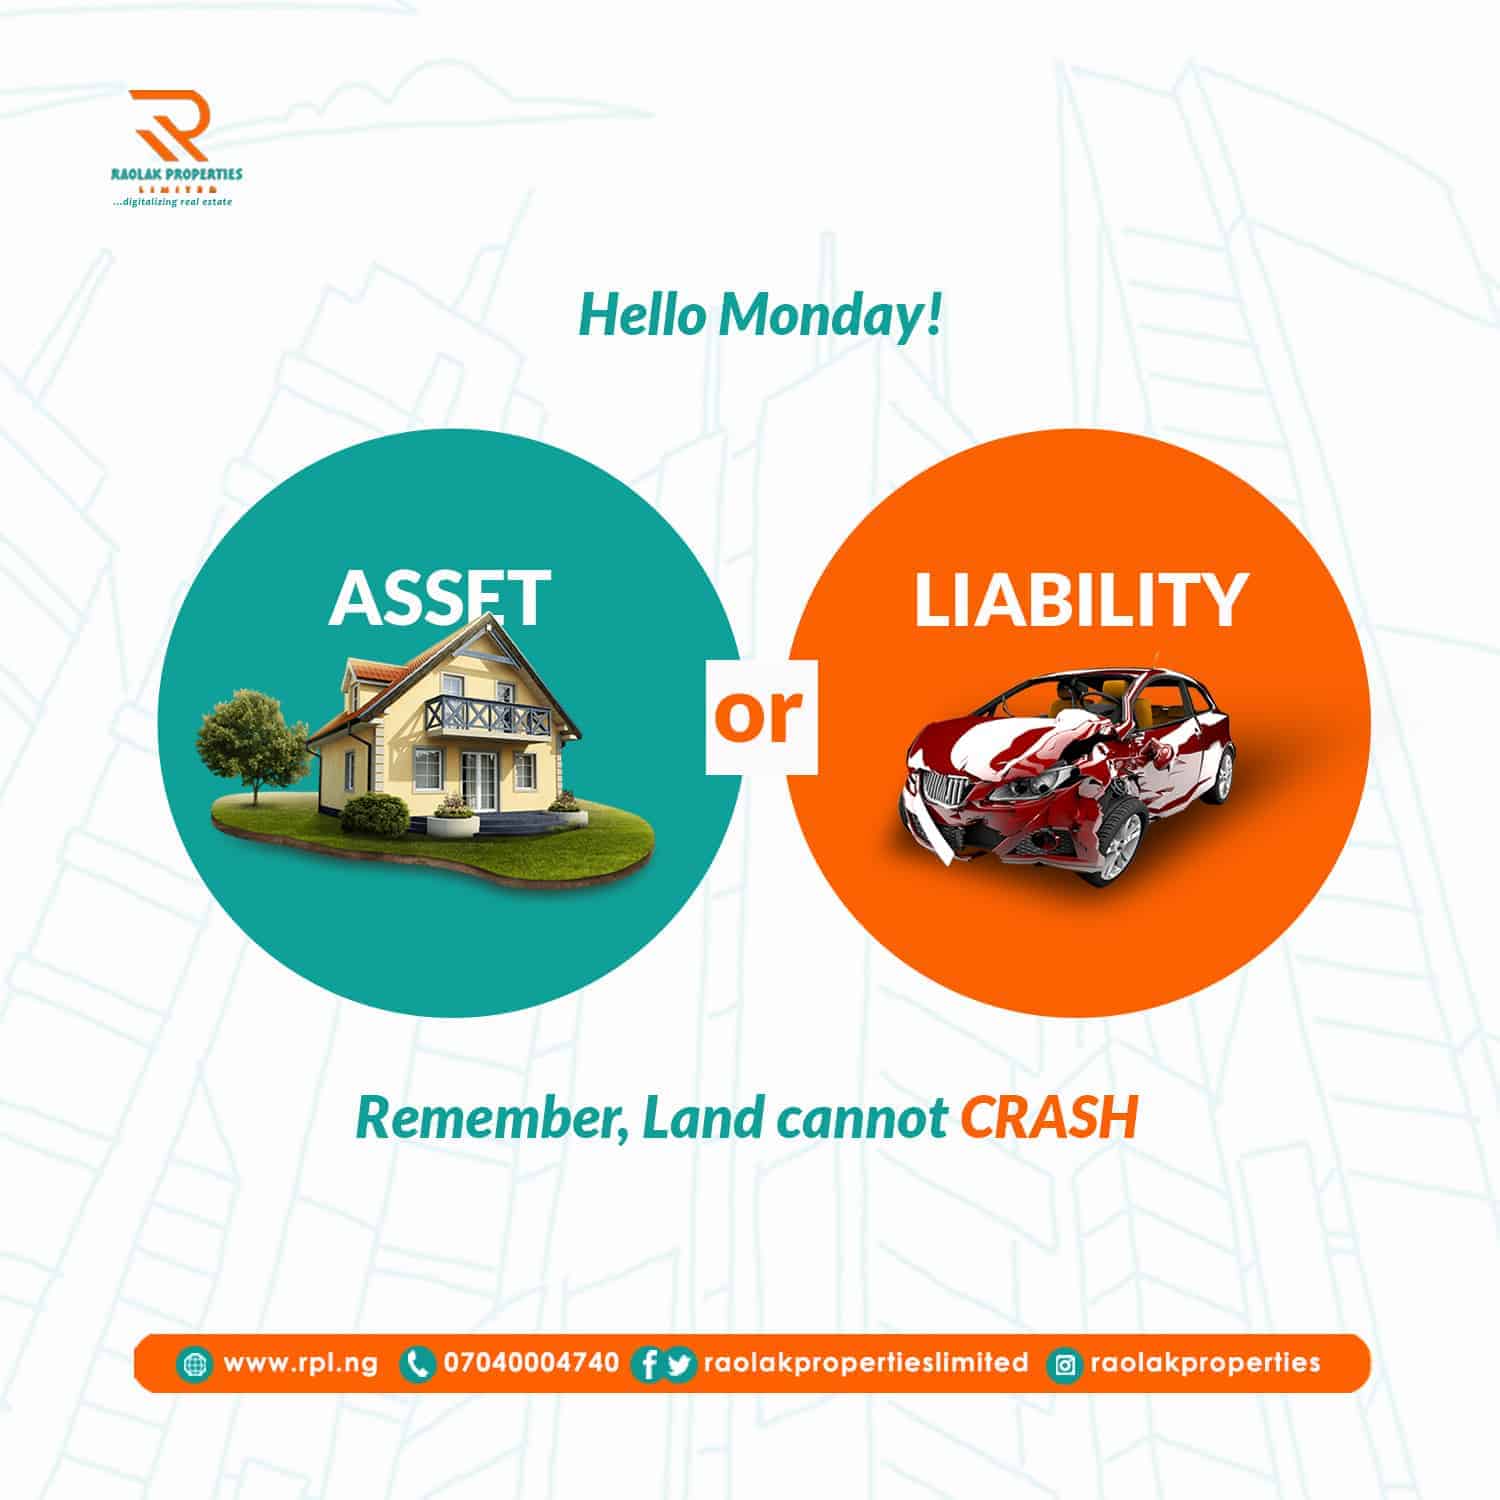 RAOLAK PROPERTIES
LIMITED
...digitalizing real estate
Hello Monday!
ASSET
or
LIABILITY
Remember, Land cannot CRASH
www.rpl.ng 07040004740 raolakpropertieslimited raolakproperties